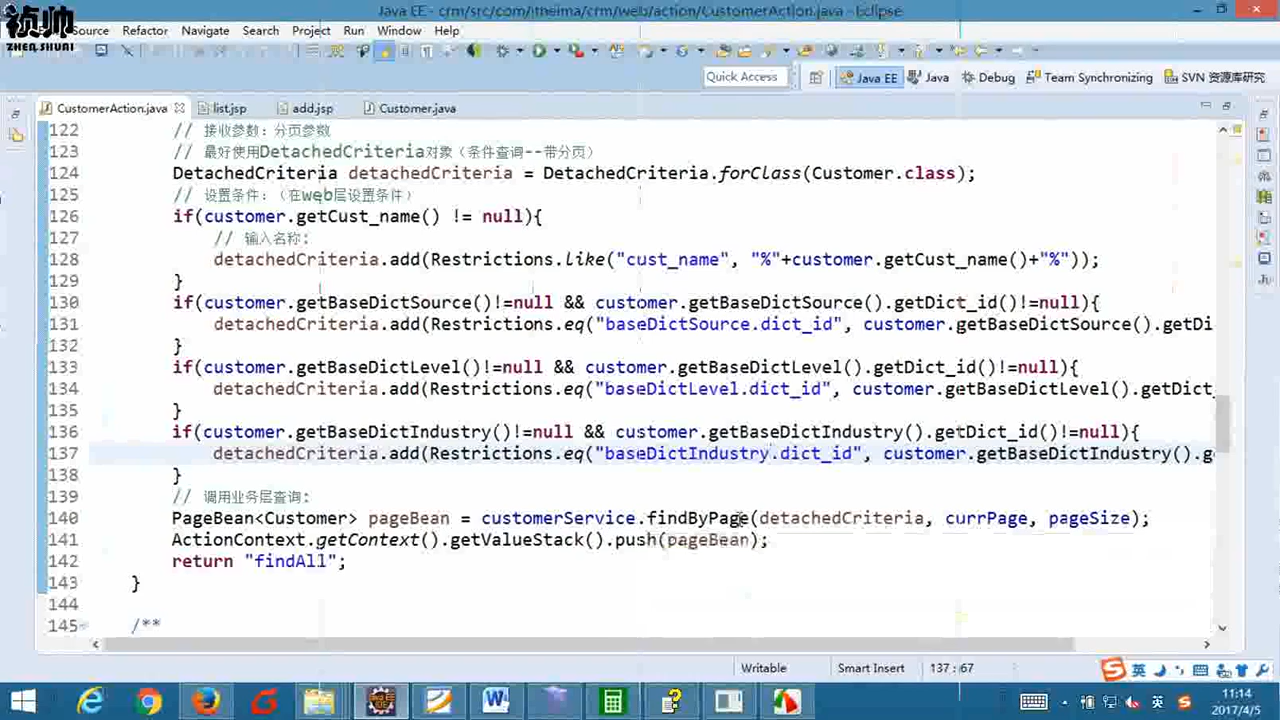 Java EE - crm/src/com/itheima/crm/web/action/CustomerAction.java - Eclipse
祯帅
ZHEN SHUAI
Source Refactor Navigate Search Project Run Window Help
Quick Access
Java EE Java Debug Team Synchronizing SVN 资源库研究
CustomerAction.java list.jsp add.jsp Customer.java
122 // 接收参数：分页参数
123 // 最好使用DetachedCriteria对象（条件查询--带分页）
124 DetachedCriteria detachedCriteria = DetachedCriteria.forClass(Customer.class);
125 // 设置条件：（在web层设置条件）
126 if(customer.getCust_name() != null){
127 // 输入名称:
128 detachedCriteria.add(Restrictions.like("cust_name", "%"+customer.getCust_name()+"%"));
129 }
130 if(customer.getBaseDictSource()!=null && customer.getBaseDictSource().getDict_id()!=null){
131 detachedCriteria.add(Restrictions.eq("baseDictSource.dict_id", customer.getBaseDictSource().getDi
132 }
133 if(customer.getBaseDictLevel()!=null && customer.getBaseDictLevel().getDict_id()!=null){
134 detachedCriteria.add(Restrictions.eq("baseDictLevel.dict_id", customer.getBaseDictLevel().getDict_
135 }
136 if(customer.getBaseDictIndustry()!=null && customer.getBaseDictIndustry().getDict_id()!=null){
137 detachedCriteria.add(Restrictions.eq("baseDictIndustry.dict_id", customer.getBaseDictIndustry().ge
138 }
139 // 调用业务层查询:
140 PageBean<Customer> pageBean = customerService.findByPage(detachedCriteria, currPage, pageSize);
141 ActionContext.getContext().getValueStack().push(pageBean);
142 return "findAll";
143 }
144
145 /**
Writable Smart Insert 137 : 67
英
英
11:14
2017/4/5